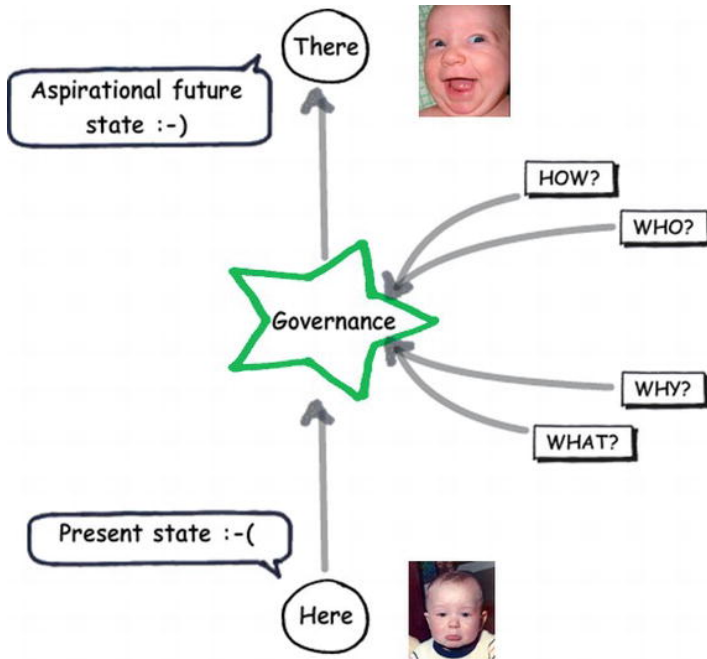 There
Aspirational future
state :-)
HOW?
WHO?
Governance
WHY?
WHAT?
Present state :-(
Here